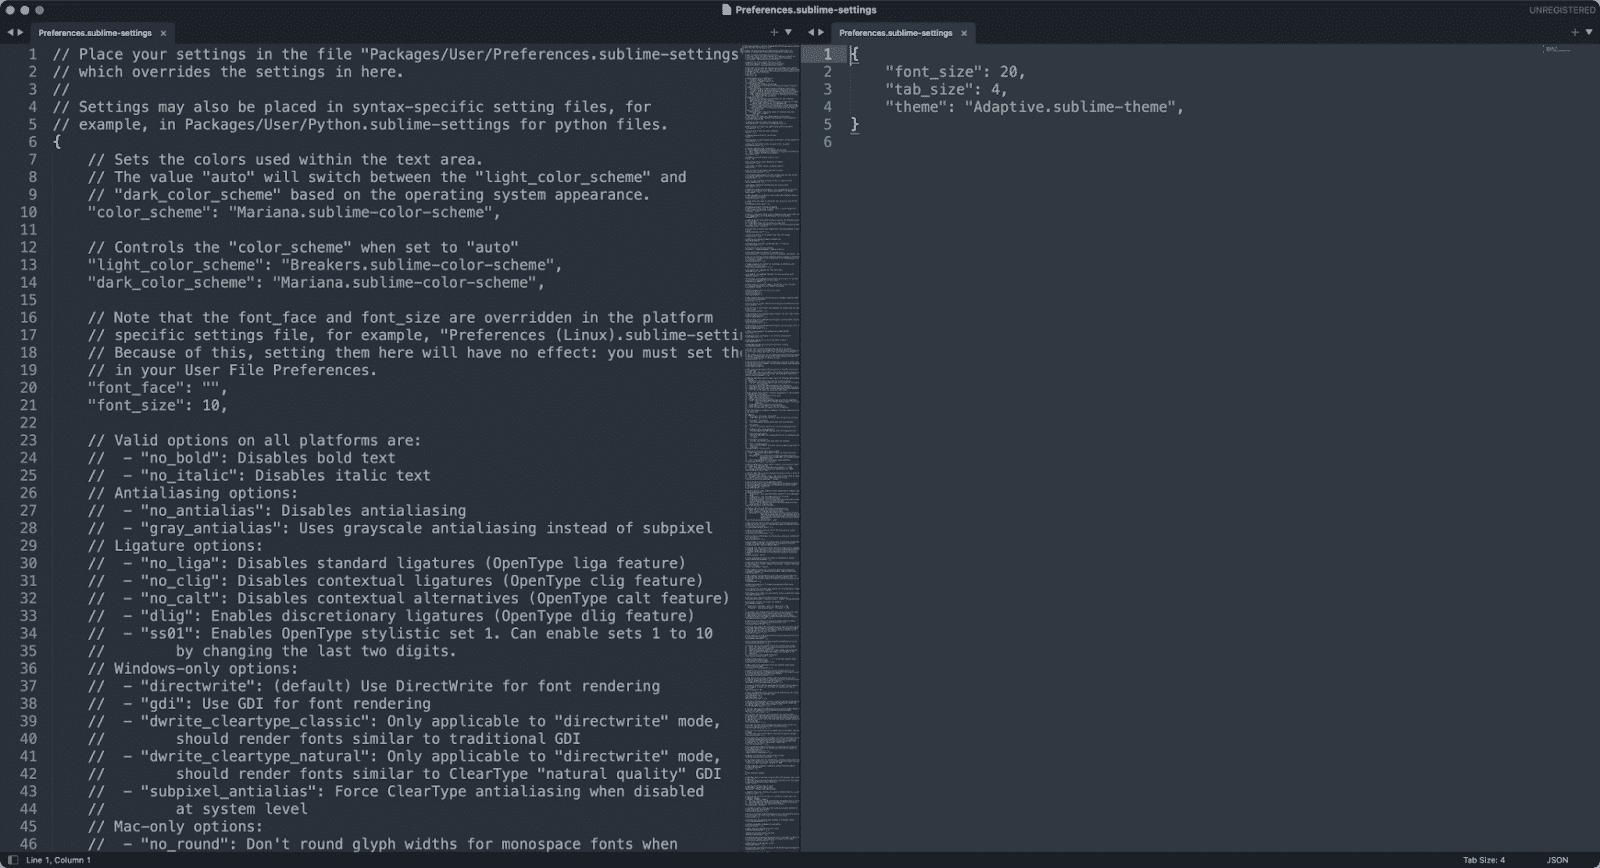 Preferences.sublime-settings
UNREGISTERED
Preferences.sublime-settings ×
1 // Place your settings in the file "Packages/User/Preferences.sublime-settings"
2 // which overrides the settings in here.
3 //
4 // Settings may also be placed in syntax-specific setting files, for
5 // example, in Packages/User/Python.sublime-settings for python files.
6 {
7 // Sets the colors used within the text area.
8 // The value "auto" will switch between the "light_color_scheme" and
9 // "dark_color_scheme" based on the operating system appearance.
10 "color_scheme": "Mariana.sublime-color-scheme",
11
12 // Controls the "color_scheme" when set to "auto"
13 "light_color_scheme": "Breakers.sublime-color-scheme",
14 "dark_color_scheme": "Mariana.sublime-color-scheme",
15
16 // Note that the font_face and font_size are overridden in the platform
17 // specific settings file, for example, "Preferences (Linux).sublime-setti
18 // Because of this, setting them here will have no effect: you must set th
19 // in your User File Preferences.
20 "font_face": "",
21 "font_size": 10,
22
23 // Valid options on all platforms are:
24 // - "no_bold": Disables bold text
25 // - "no_italic": Disables italic text
26 // Antialiasing options:
27 // - "no_antialias": Disables antialiasing
28 // - "gray_antialias": Uses grayscale antialiasing instead of subpixel
29 // Ligature options:
30 // - "no_liga": Disables standard ligatures (OpenType liga feature)
31 // - "no_clig": Disables contextual ligatures (OpenType clig feature)
32 // - "no_calt": Disables contextual alternatives (OpenType calt feature)
33 // - "dlig": Enables discretionary ligatures (OpenType dlig feature)
34 // - "ss01": Enables OpenType stylistic set 1. Can enable sets 1 to 10
35 // by changing the last two digits.
36 // Windows-only options:
37 // - "directwrite": (default) Use DirectWrite for font rendering
38 // - "gdi": Use GDI for font rendering
39 // - "dwrite_cleartype_classic": Only applicable to "directwrite" mode,
40 // should render fonts similar to traditional GDI
41 // - "dwrite_cleartype_natural": Only applicable to "directwrite" mode,
42 // should render fonts similar to ClearType "natural quality" GDI
43 // - "subpixel_antialias": Force ClearType antialiasing when disabled
44 // at system level
45 // Mac-only options:
46 // - "no_round": Don't round glyph widths for monospace fonts when
Preferences.sublime-settings ×
1 {
2 "font_size": 20,
3 "tab_size": 4,
4 "theme": "Adaptive.sublime-theme",
5 }
6
Line 1, Column 1
Tab Size: 4
JSON